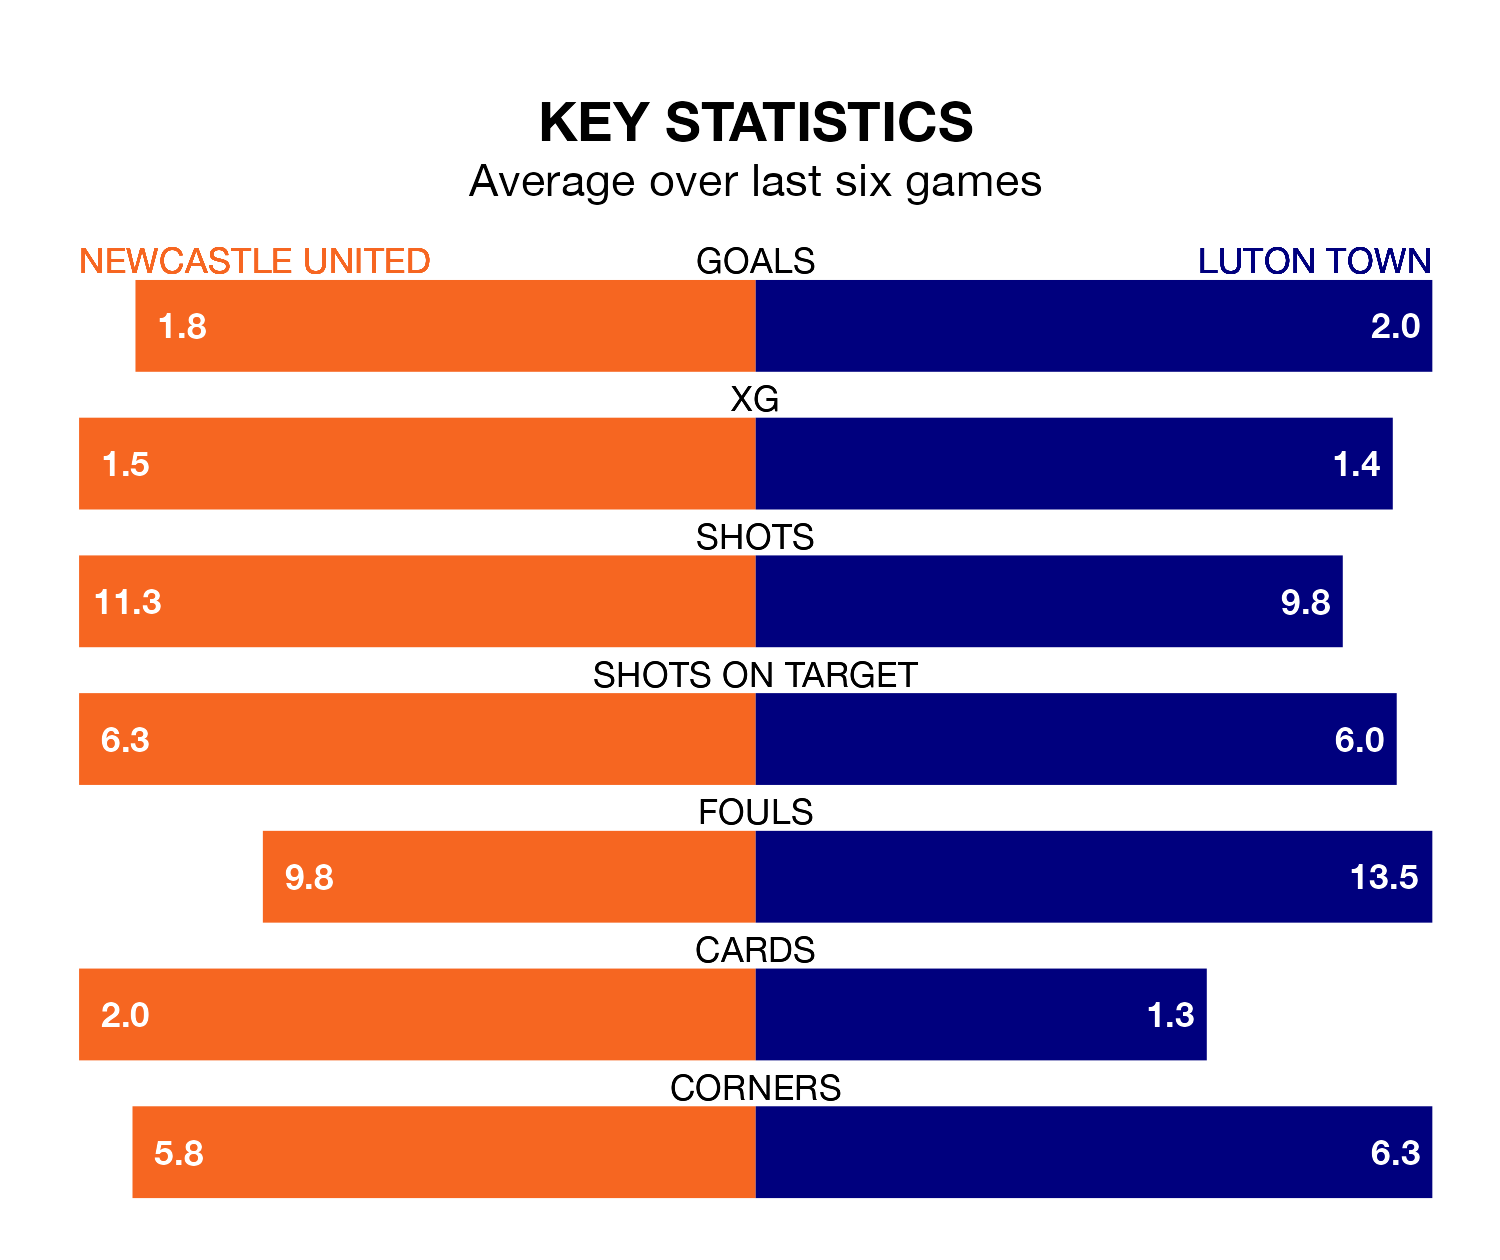 KEY STATISTICS
Average over last six games
NEWCASTLE UNITED GOALS LUTON TOWN
1.8 2.0
XG
1.5 1.4
SHOTS
11.3 9.8
SHOTS ON TARGET
6.3 6.0
FOULS
9.8 13.5
CARDS
2.0 1.3
CORNERS
5.8 6.3